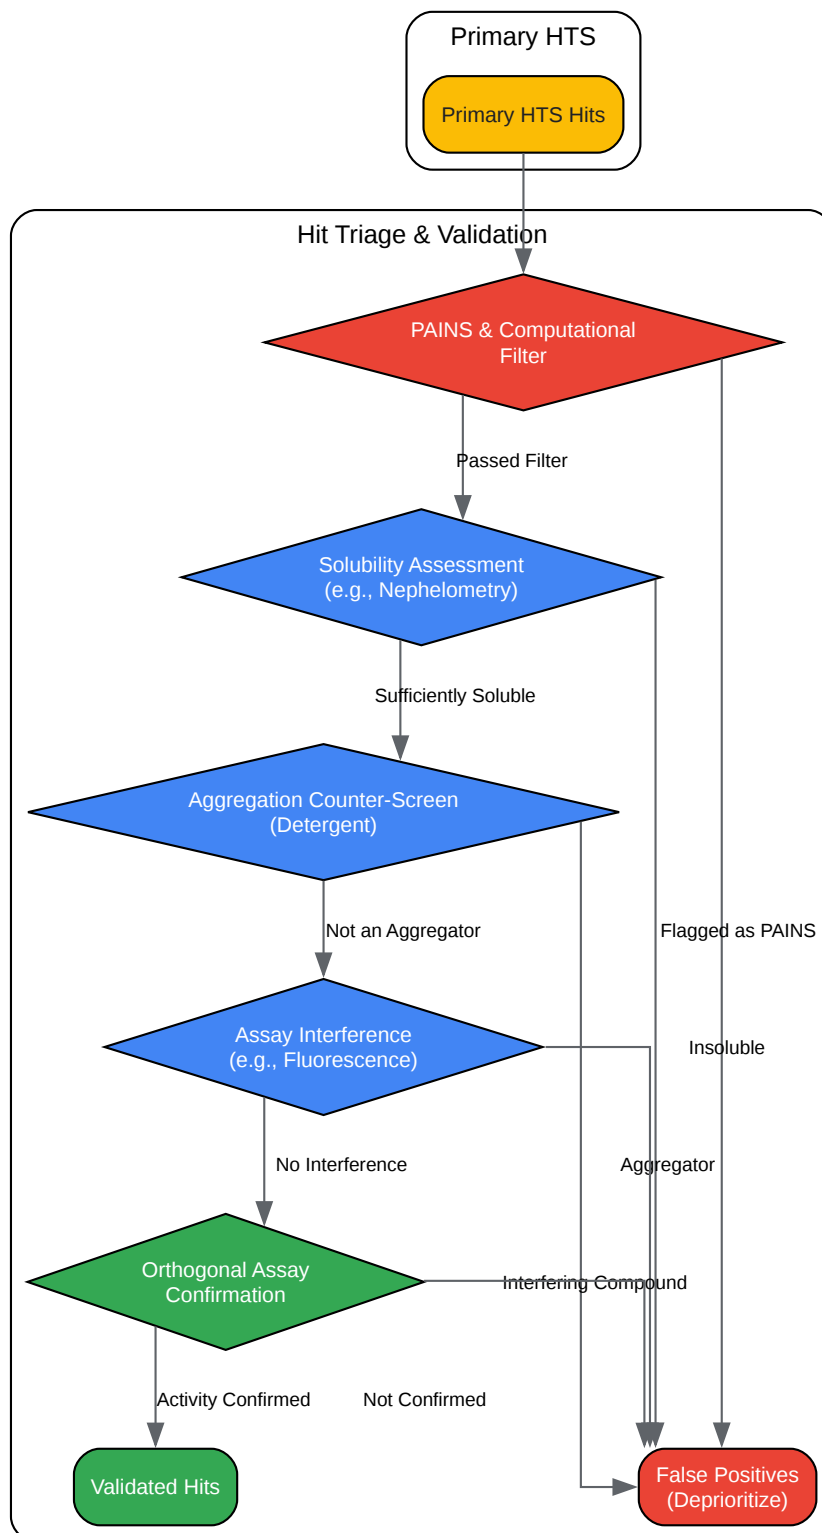 Primary HTS
Primary HTS Hits
Hit Triage & Validation
PAINS & Computational
Filter
Passed Filter
Solubility Assessment
(e.g., Nephelometry)
Sufficiently Soluble
Aggregation Counter-Screen
(Detergent)
Not an Aggregator
Flagged as PAINS
Assay Interference
(e.g., Fluorescence)
Insoluble
No Interference
Aggregator
Orthogonal Assay
Confirmation
Interfering Compound
Activity Confirmed
Not Confirmed
Validated Hits
False Positives
(Deprioritize)